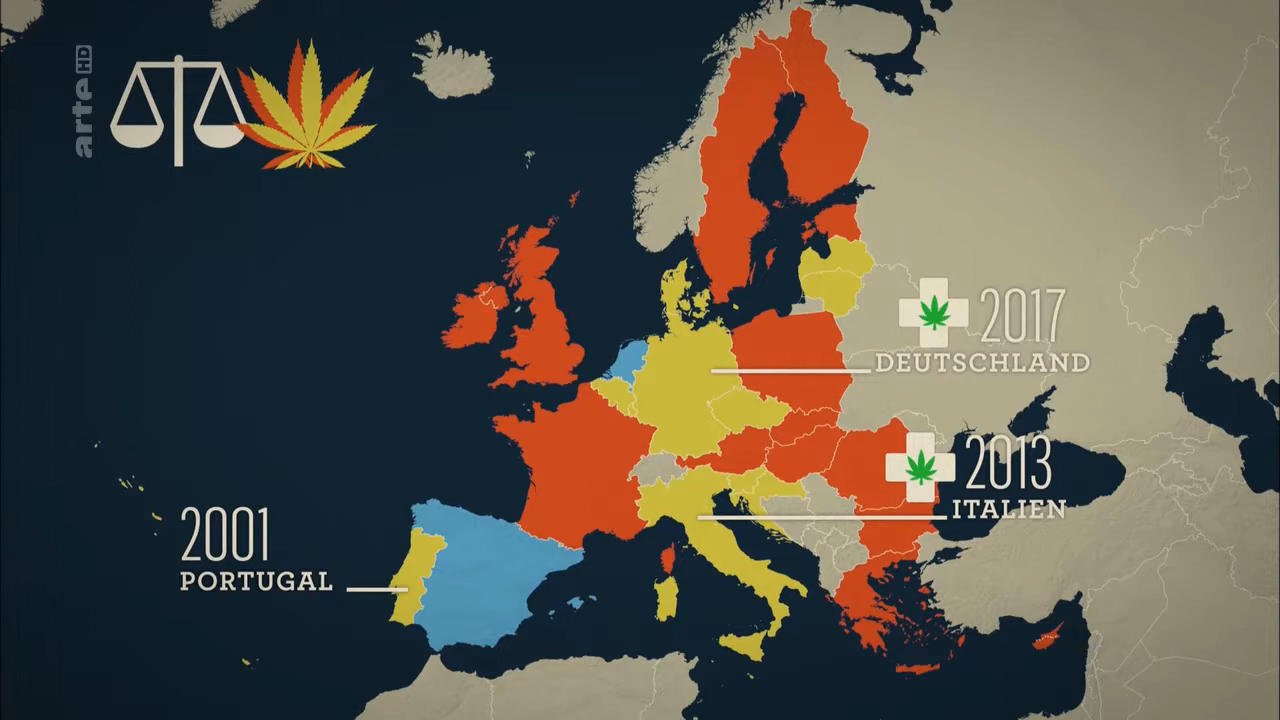 arte HD
2017
DEUTSCHLAND
2013
ITALIEN
2001
PORTUGAL